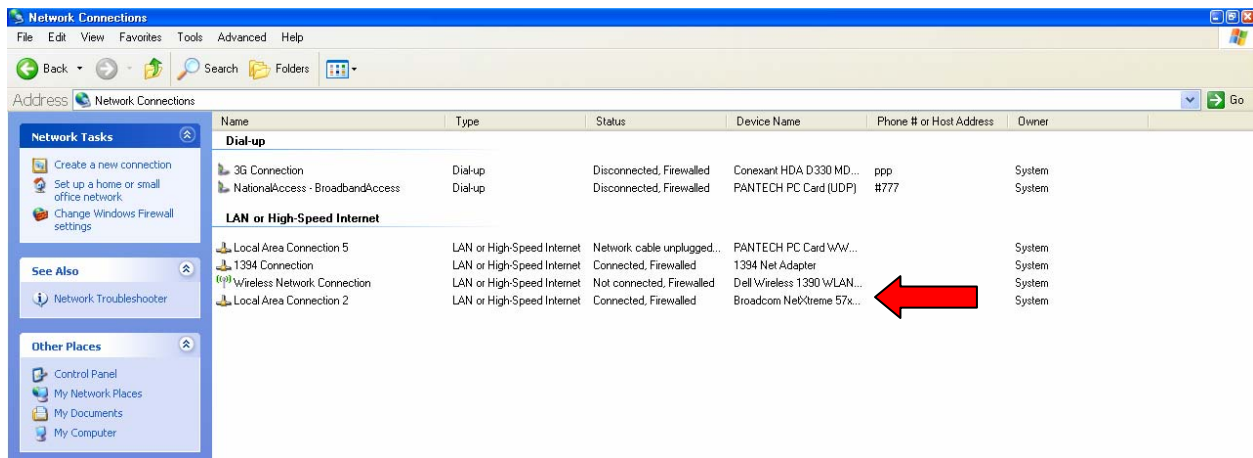 Network Connections
File Edit View Favorites Tools Advanced Help
Back Search Folders
Address Network Connections Go
Name Type Status Device Name Phone # or Host Address Owner
Network Tasks
Create a new connection
Set up a home or small
office network
Change Windows Firewall
settings
See Also
Network Troubleshooter
Other Places
Control Panel
My Network Places
My Documents
My Computer
Dial-up
3G Connection Dial-up Disconnected, Firewalled Conexant HDA D330 MD... ppp System
NationalAccess - BroadbandAccess Dial-up Disconnected, Firewalled PANTECH PC Card (UDP) #777 System
LAN or High-Speed Internet
Local Area Connection 5 LAN or High-Speed Internet Network cable unplugged... PANTECH PC Card WW... System
1394 Connection LAN or High-Speed Internet Connected, Firewalled 1394 Net Adapter System
Wireless Network Connection LAN or High-Speed Internet Not connected, Firewalled Dell Wireless 1390 WLAN... System
Local Area Connection 2 LAN or High-Speed Internet Connected, Firewalled Broadcom NetXtreme 57x... System